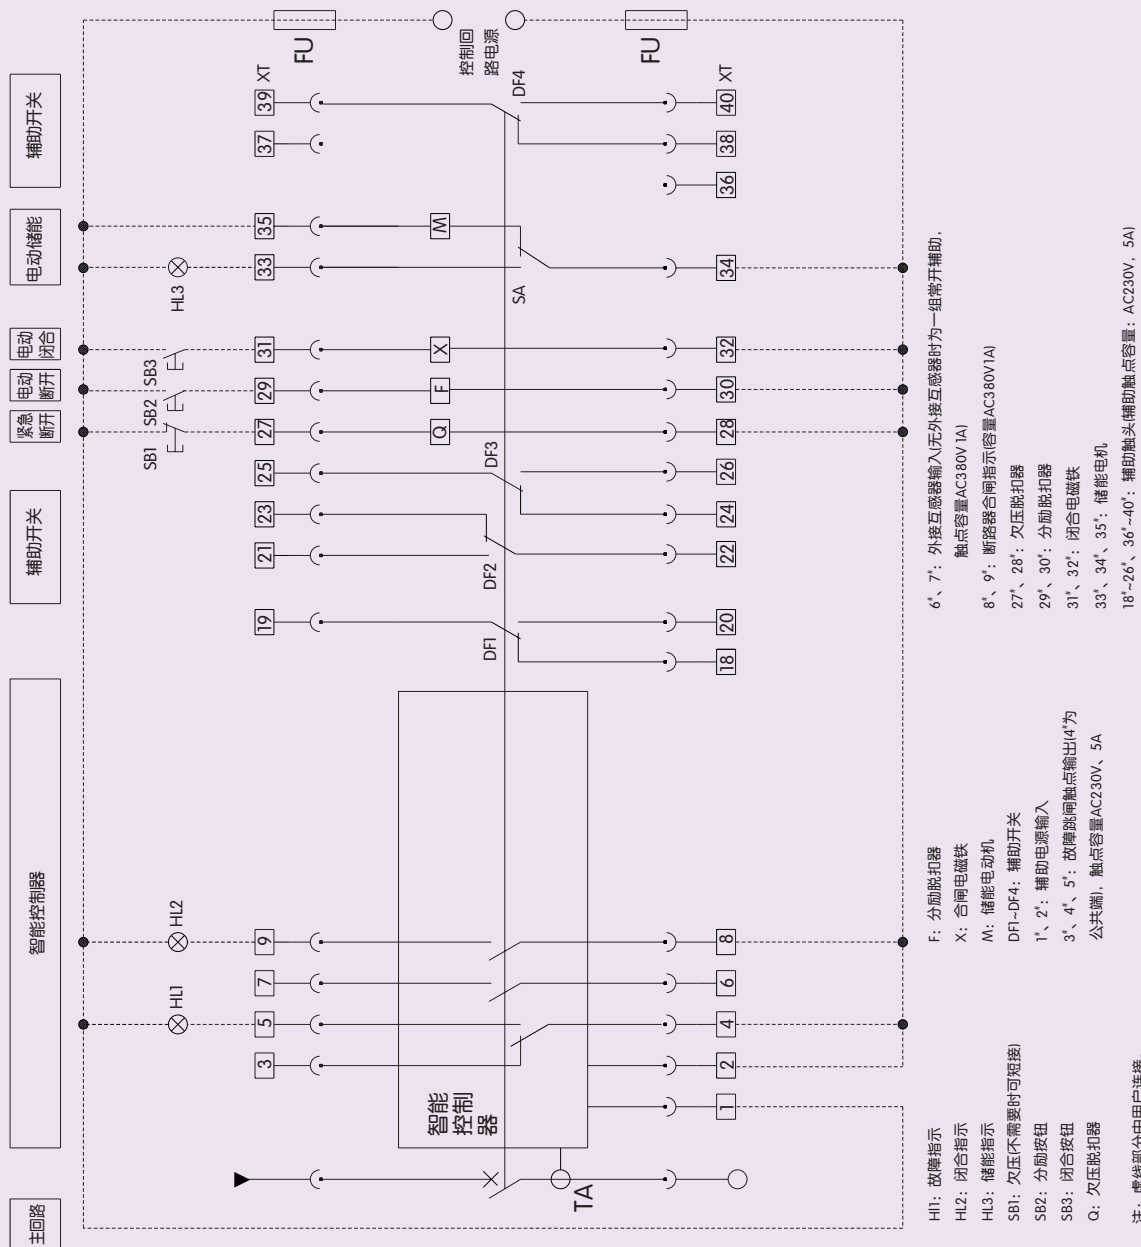 主回路
智能控制器
辅助开关
紧急
断开
电动
断开
电动
闭合
电动储能
辅助开关
HL1
HL2
SB1
SB2
SB3
HL3
3
5
7
9
19
21
23
25
27
29
31
33
35
37
39
XT
FU
智能
控制
器
Q
F
X
M
控制回
路电源
TA
DF1
DF2
DF3
SA
DF4
1
2
4
6
8
18
20
22
24
26
28
30
32
34
36
38
40
XT
FU
Hl1: 故障指示
HL2: 闭合指示
HL3: 储能指示
SB1: 欠压(不需要时可短接)
SB2: 分励按钮
SB3: 闭合按钮
Q: 欠压脱扣器
F: 分励脱扣器
X: 合闸电磁铁
M: 储能电动机
DF1~DF4: 辅助开关
1#、2#: 辅助电源输入
3#、4#、5#: 故障跳闸触点输出(4#为
公共端), 触点容量AC230V、5A
6#、7#: 外接互感器输入(无外接互感器时为一组常开辅助,
触点容量AC380V 1A)
8#、9#: 断路器合闸指示(容量AC380V1A)
27#、28#: 欠压脱扣器
29#、30#: 分励脱扣器
31#、32#: 闭合电磁铁
33#、34#、35#: 储能电机
18#~26#、36#~40#: 辅助触头(辅助触点容量: AC230V, 5A)
注: 虚线部分由用户连接